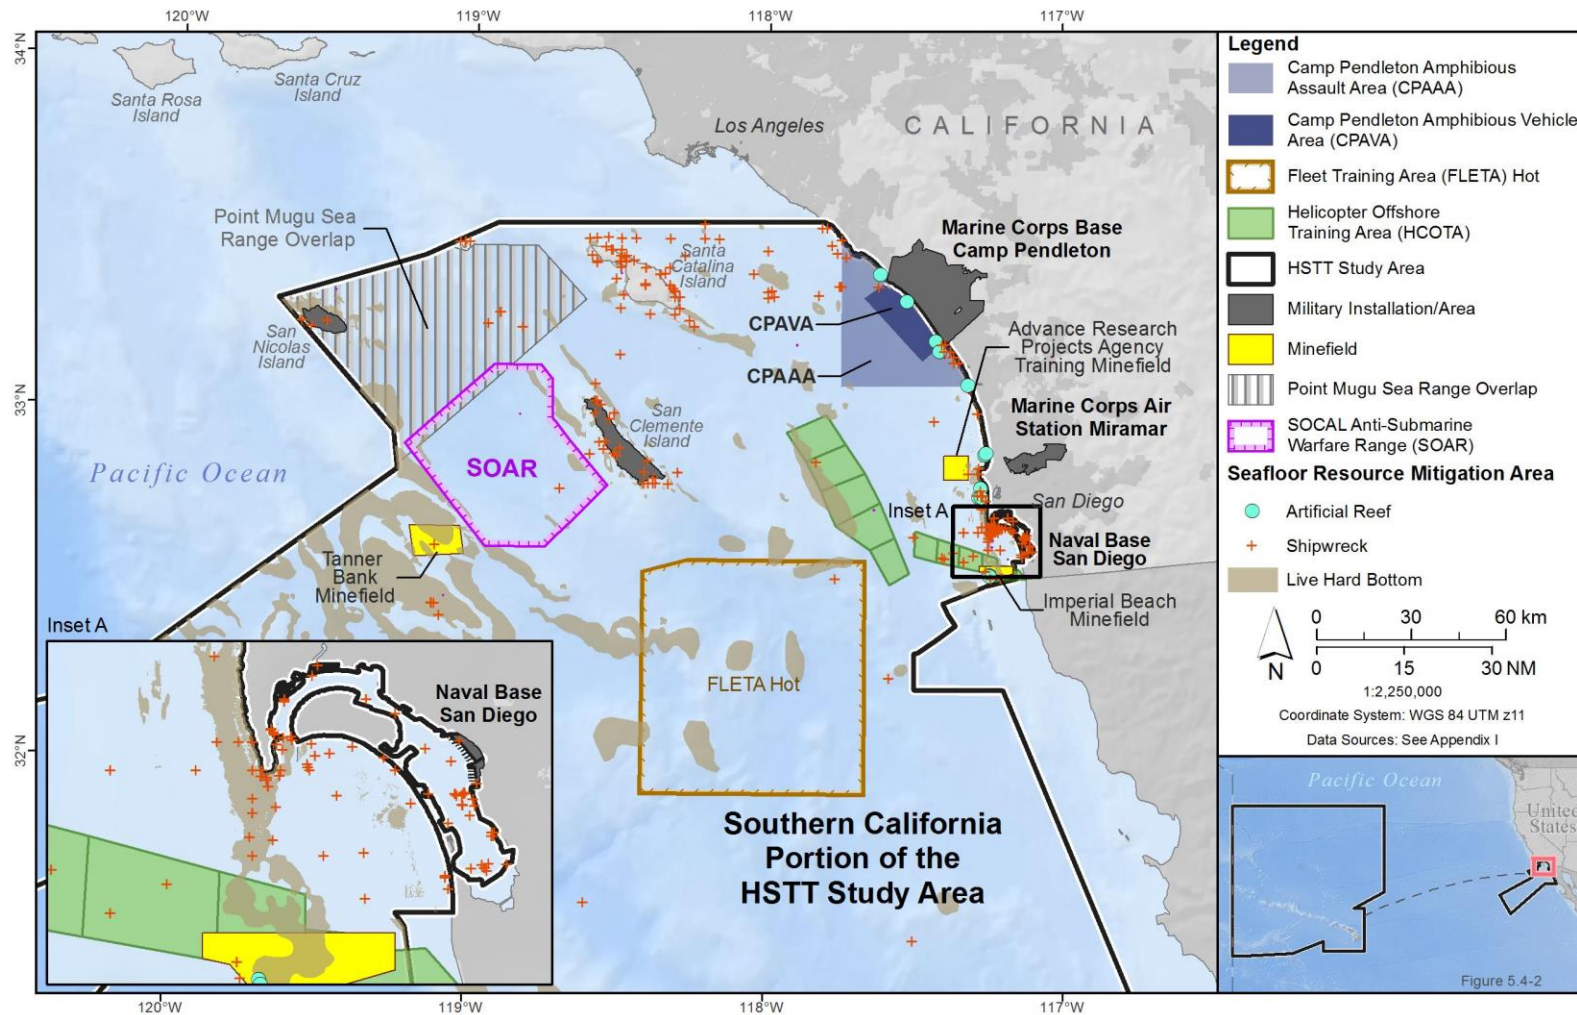 120°W
119°W
118°W
117°W
34°N
33°N
32°N
Santa Rosa
Island
Santa Cruz
Island
Los Angeles
CALIFORNIA
Point Mugu Sea
Range Overlap
Santa
Catalina
Island
Marine Corps Base
Camp Pendleton
San
Nicolas
Island
CPAVA
CPAAA
Advance Research
Projects Agency
Training Minefield
Marine Corps Air
Station Miramar
San
Clemente
Island
Pacific Ocean
SOAR
Inset A
San Diego
Naval Base
San Diego
Tanner
Bank
Minefield
Imperial Beach
Minefield
FLETA Hot
Southern California
Portion of the
HSTT Study Area
Inset A
Naval Base
San Diego
120°W
119°W
118°W
117°W
Legend
Camp Pendleton Amphibious
Assault Area (CPAAA)
Camp Pendleton Amphibious Vehicle
Area (CPAVA)
Fleet Training Area (FLETA) Hot
Helicopter Offshore
Training Area (HCOTA)
HSTT Study Area
Military Installation/Area
Minefield
Point Mugu Sea Range Overlap
SOCAL Anti-Submarine
Warfare Range (SOAR)
Seafloor Resource Mitigation Area
Artificial Reef
Shipwreck
Live Hard Bottom
N
0 30 60 km
0 15 30 NM
1:2,250,000
Coordinate System: WGS 84 UTM z11
Data Sources: See Appendix I
Pacific Ocean
United
States
Figure 5.4-2